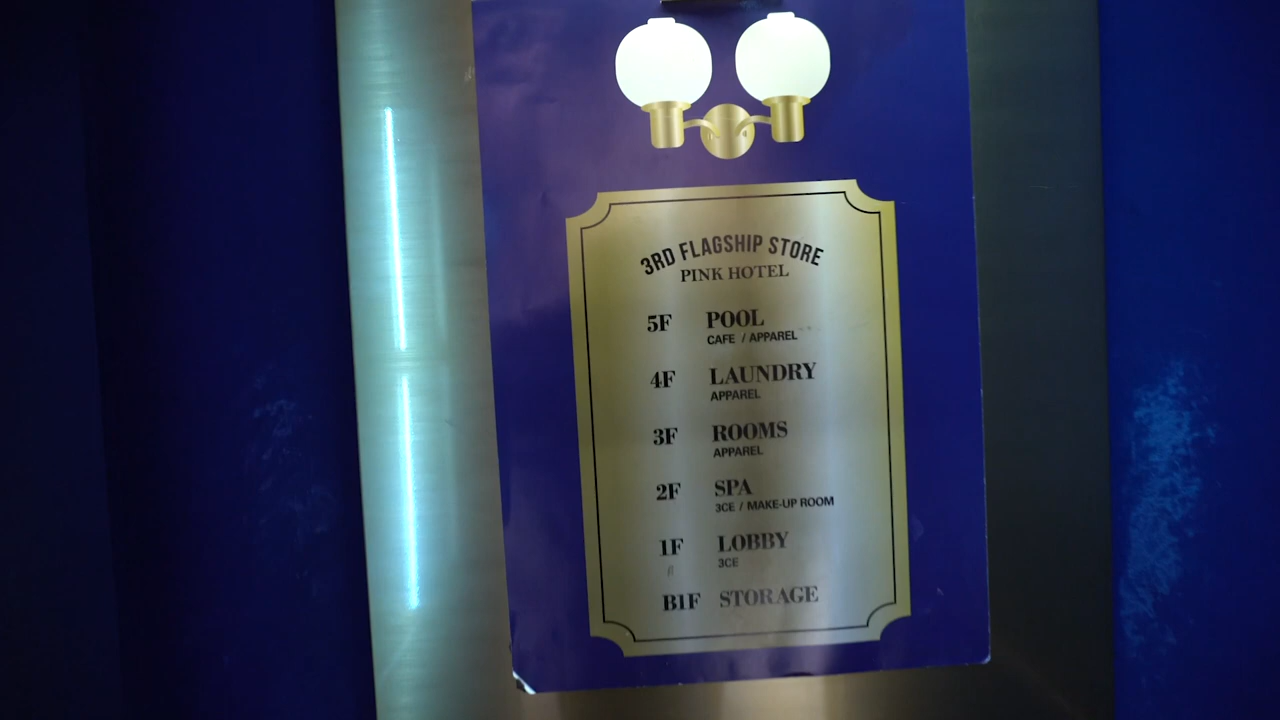 3RD FLAGSHIP STORE
PINK HOTEL
5F POOL
CAFE / APPAREL
4F LAUNDRY
APPAREL
3F ROOMS
APPAREL
2F SPA
3CE / MAKE-UP ROOM
1F LOBBY
3CE
B1F STORAGE